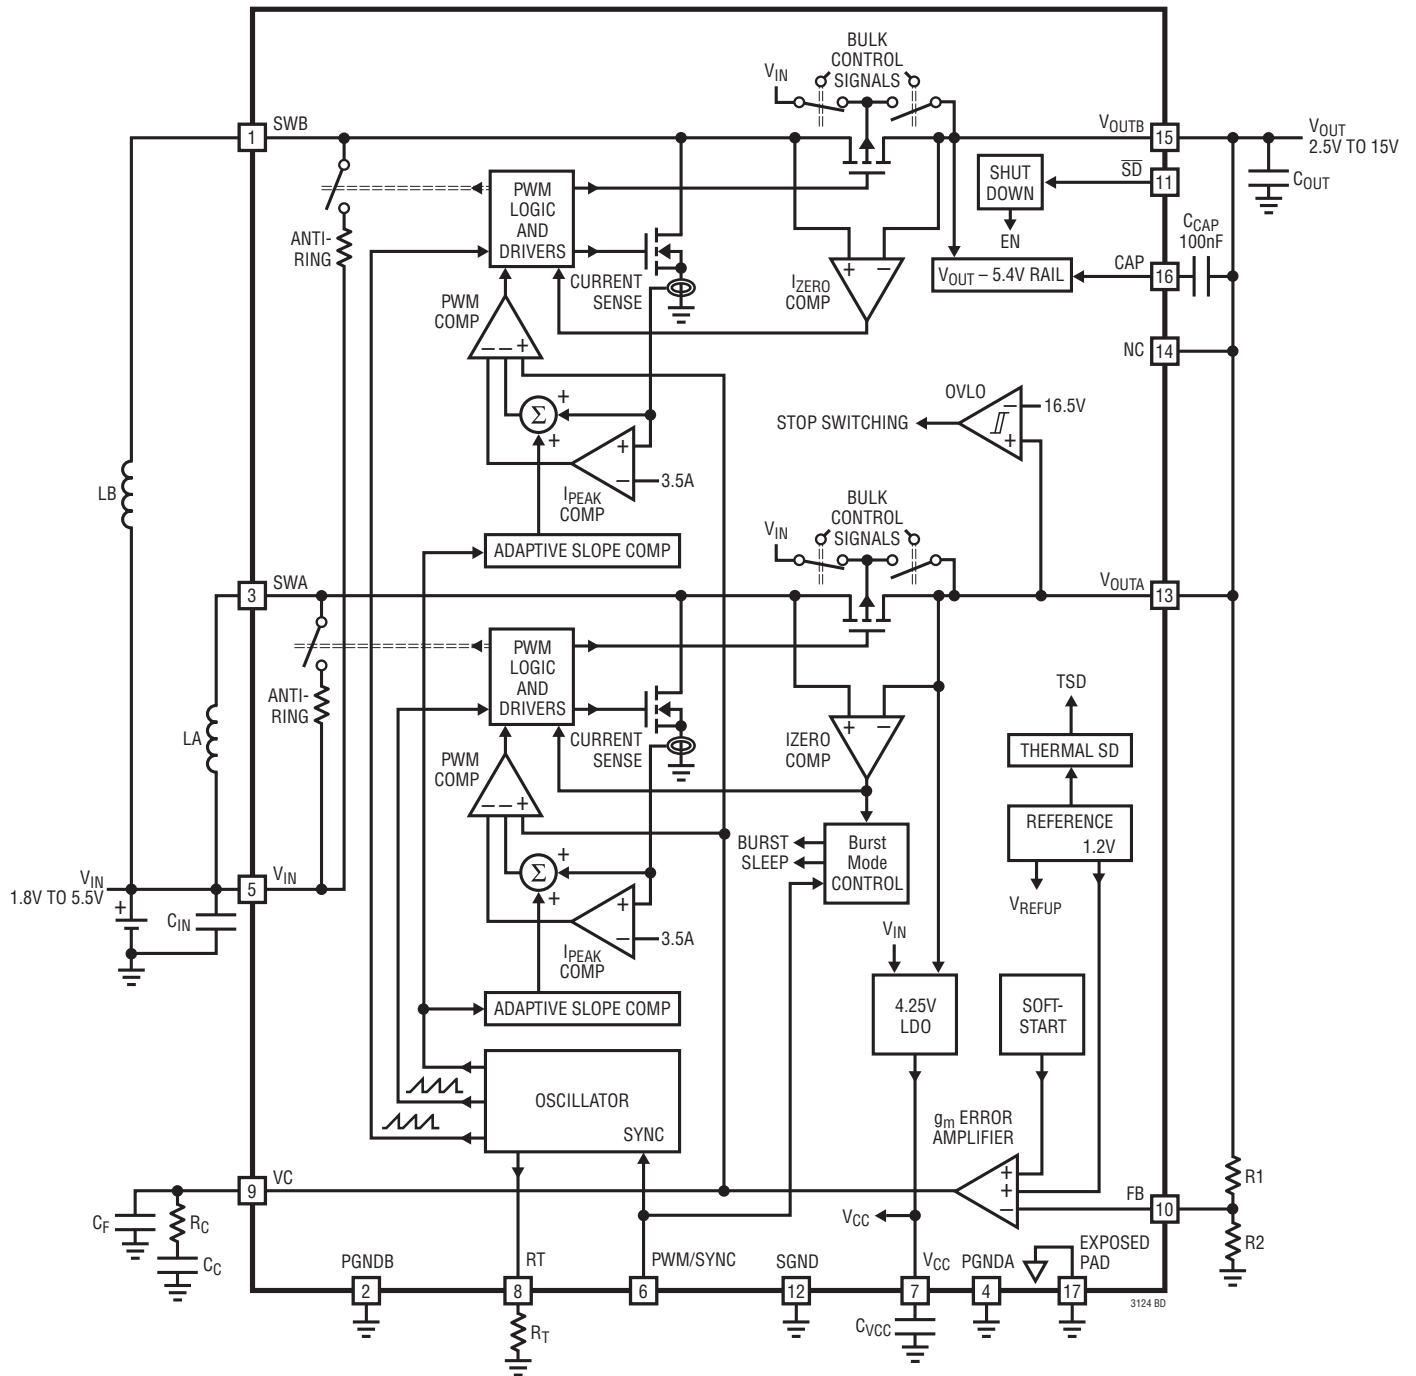 BULK
CONTROL
SIGNALS
VIN
1
SWB
VOUTB
15
VOUT
2.5V TO 15V
SD
11
SHUT
DOWN
EN
COUT
PWM
LOGIC
AND
DRIVERS
ANTI-
RING
CURRENT
SENSE
CCAP
100nF
CAP
16
VOUT – 5.4V RAIL
+ –
IZERO
COMP
PWM
COMP
– – +
NC
14
OVLO
–
16.5V
+
STOP SWITCHING
Σ
+
+
+
–
3.5A
IPEAK
COMP
LB
BULK
CONTROL
SIGNALS
VIN
ADAPTIVE SLOPE COMP
3
SWA
VOUTA
13
PWM
LOGIC
AND
DRIVERS
ANTI-
RING
LA
CURRENT
SENSE
+ –
IZERO
COMP
TSD
THERMAL SD
PWM
COMP
– – +
REFERENCE
1.2V
VREFUP
BURST
SLEEP
Burst
Mode
CONTROL
Σ
+
+
+
–
3.5A
IPEAK
COMP
VIN
1.8V TO 5.5V
5
VIN
+
CIN
VIN
4.25V
LDO
SOFT-
START
ADAPTIVE SLOPE COMP
OSCILLATOR
SYNC
gm ERROR
AMPLIFIER
+
+
–
9
VC
FB
10
R1
R2
CF
RC
CC
VCC
PGNDB
2
RT
8
RT
PWM/SYNC
6
SGND
12
VCC
7
CVCC
PGNDA
4
EXPOSED
PAD
17
3124 BD